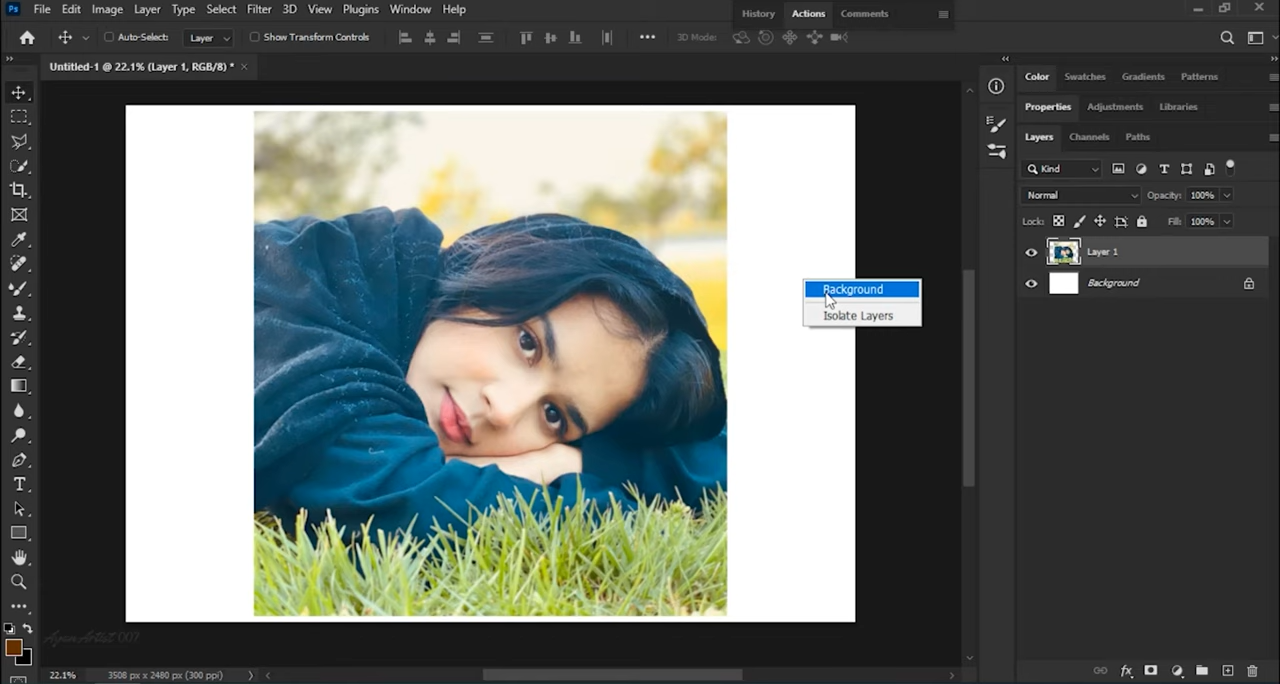 Ps File Edit Image Layer Type Select Filter 3D View Plugins Window Help
History Actions Comments
Auto-Select: Layer Show Transform Controls 3D Mode:
Untitled-1 @ 22.1% (Layer 1, RGB/8) * ×
Color Swatches Gradients Patterns
Properties Adjustments Libraries
Layers Channels Paths
Kind
Normal Opacity: 100%
Lock: Fill: 100%
Layer 1
Background
Background
Isolate Layers
22.1% 3508 px x 2480 px (300 ppi)